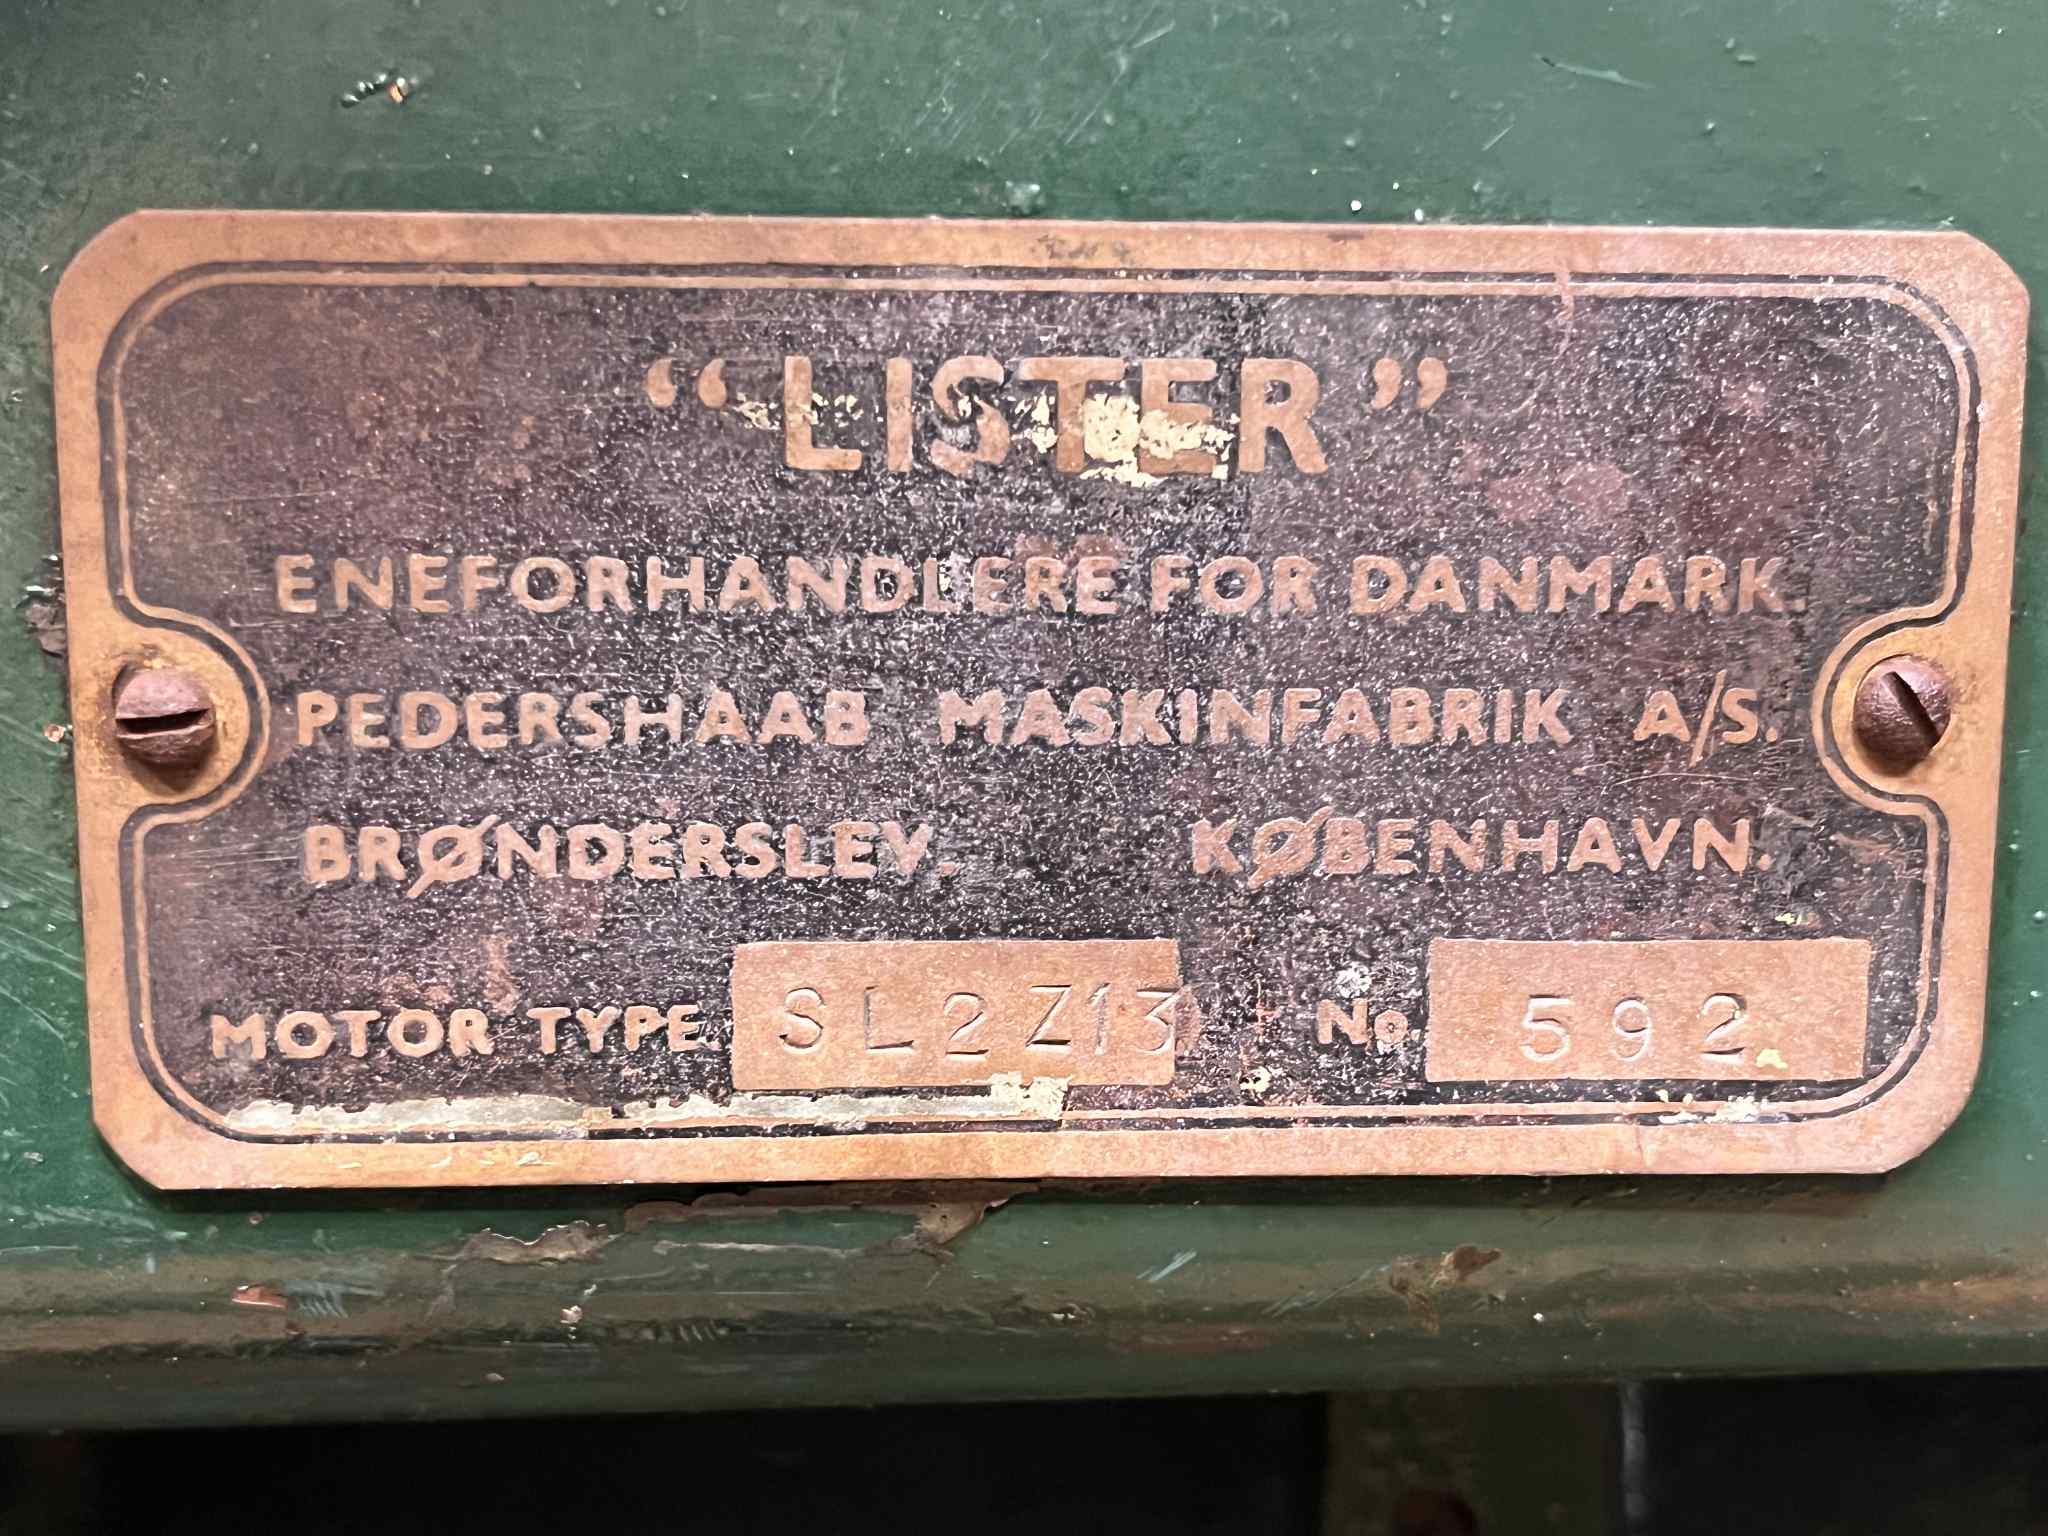 “LISTER”
ENEFORHANDLERE FOR DANMARK.
PEDERSHAAB MASKINFABRIK A/S.
BRØNDERSLEV. KØBENHAVN.
MOTOR TYPE. SL2Z13 No. 592